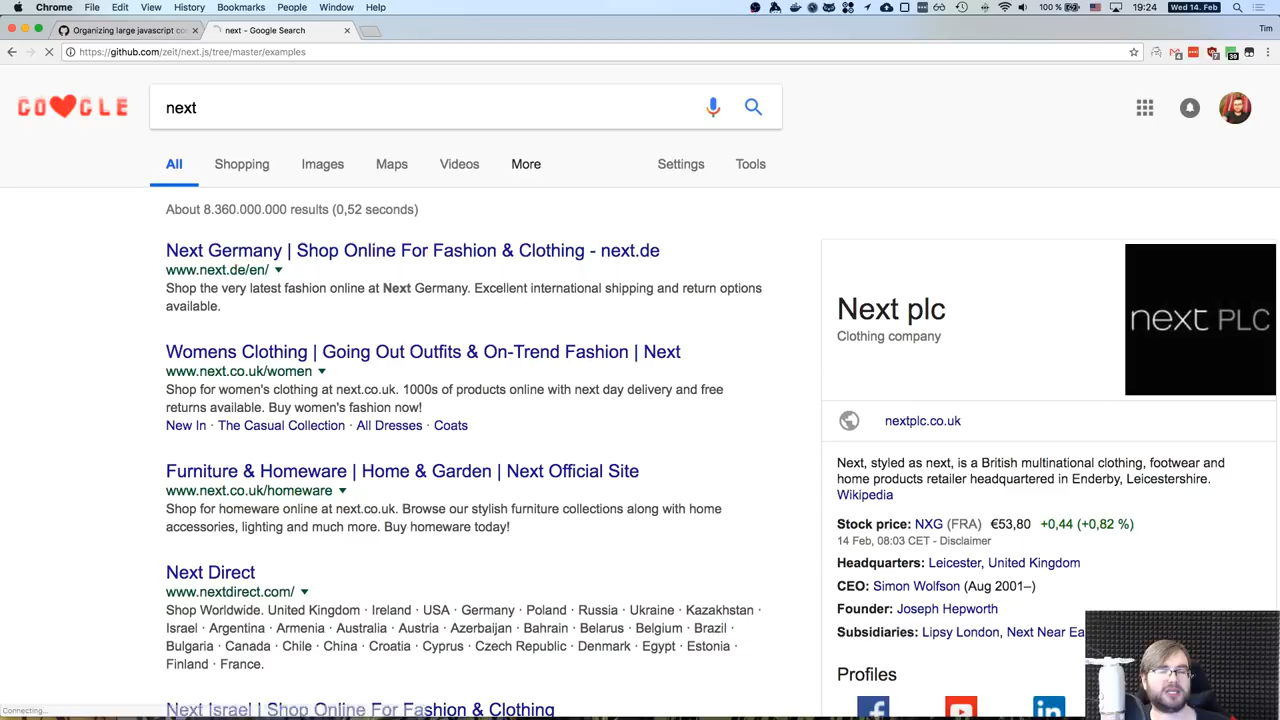 Chrome File Edit View History Bookmarks People Window Help 100 % 19:24 Wed 14. Feb
Organizing large javascript co next - Google Search Tim
https://github.com/zeit/next.js/tree/master/examples
next
All Shopping Images Maps Videos More Settings Tools
About 8.360.000.000 results (0,52 seconds)
Next Germany | Shop Online For Fashion & Clothing - next.de
www.next.de/en/
Shop the very latest fashion online at Next Germany. Excellent international shipping and return options
available.
Womens Clothing | Going Out Outfits & On-Trend Fashion | Next
www.next.co.uk/women
Shop for women's clothing at next.co.uk. 1000s of products online with next day delivery and free
returns available. Buy women's fashion now!
New In · The Casual Collection · All Dresses · Coats
Furniture & Homeware | Home & Garden | Next Official Site
www.next.co.uk/homeware
Shop for homeware online at next.co.uk. Browse our stylish furniture collections along with home
accessories, lighting and much more. Buy homeware today!
Next Direct
www.nextdirect.com/
Shop Worldwide. United Kingdom · Ireland · USA · Germany · Poland · Russia · Ukraine · Kazakhstan ·
Israel · Argentina · Armenia · Australia · Austria · Azerbaijan · Bahrain · Belarus · Belgium · Brazil ·
Bulgaria · Canada · Chile · China · Croatia · Cyprus · Czech Republic · Denmark · Egypt · Estonia ·
Finland · France.
Next Israel | Shop Online For Fashion & Clothing
Connecting...
Next plc
Clothing company
next PLC
nextplc.co.uk
Next, styled as next, is a British multinational clothing, footwear and
home products retailer headquartered in Enderby, Leicestershire.
Wikipedia
Stock price: NXG (FRA) €53,80 +0,44 (+0,82 %)
14 Feb, 08:03 CET - Disclaimer
Headquarters: Leicester, United Kingdom
CEO: Simon Wolfson (Aug 2001–)
Founder: Joseph Hepworth
Subsidiaries: Lipsy London, Next Near Ea
Profiles